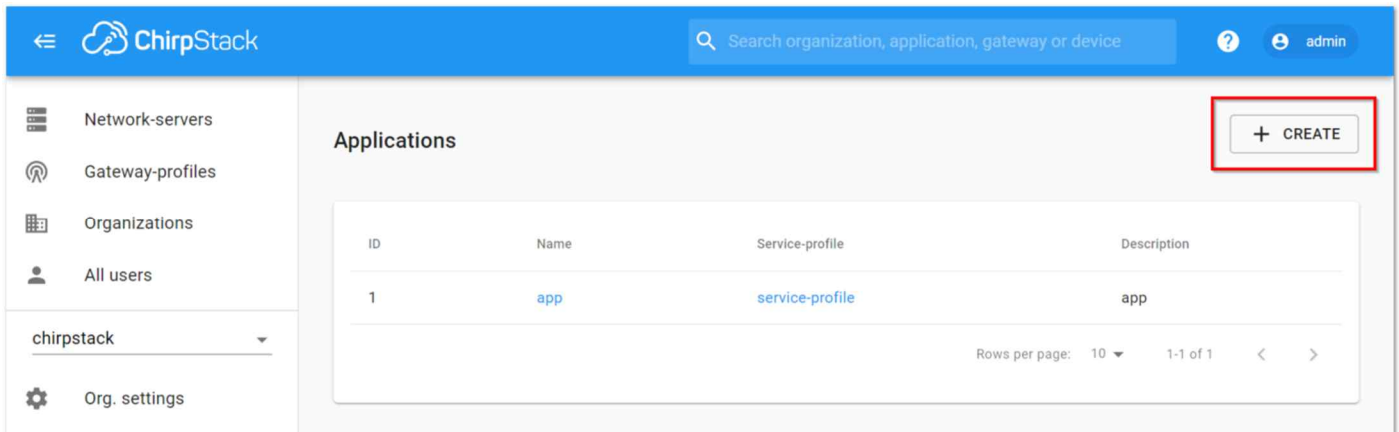 ChirpStack
Search organization, application, gateway or device
? admin
Network-servers
Gateway-profiles
Organizations
All users
chirpstack
Org. settings
Applications
+ CREATE
ID Name Service-profile Description
1 app service-profile app
Rows per page: 10 1-1 of 1 < >